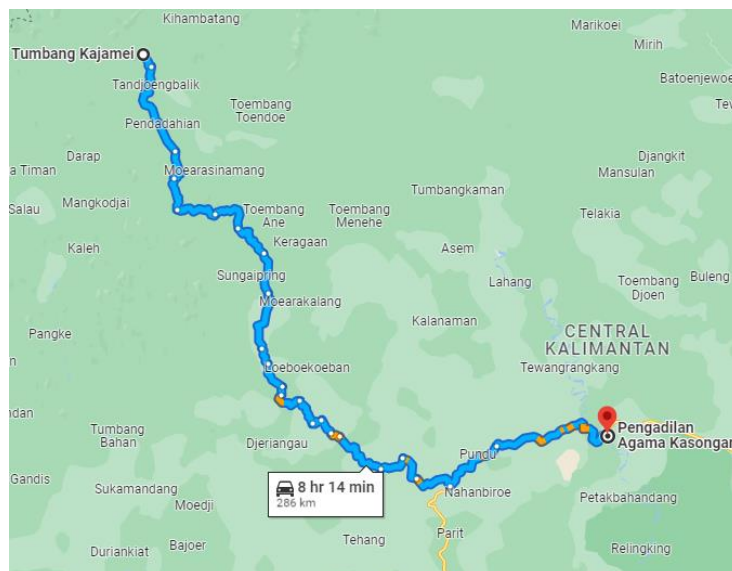 Kihambatang
Marikoei
Mirih
Tumbang Kajamei
Batoenjewoe
Tandjoengbalik
Toembang
Toendoe
Tew
Pendadahian
Djangkit
Darap
Mansulan
a Timan
Moearasinamang
Tumbangkaman
Mangkodjai
Salau
Toembang
Ane
Toembang
Menehe
Telakia
Keragaan
Kaleh
Asem
Sungaipring
Lahang
Toembang
Djoen
Buleng
Moearakalang
Kalanaman
Pangke
CENTRAL
KALIMANTAN
n
Loeboekoeban
Tewangrangkang
ndan
Tumbang
Bahan
Pengadilan
Agama Kasongan
Djeriangau
Pundu
Gandis
8 hr 14 min
286 km
Sukamandang
Nahanbiroe
Petakbahandang
Moedji
Parit
Tehang
Bajoer
Duriankiat
Relingking